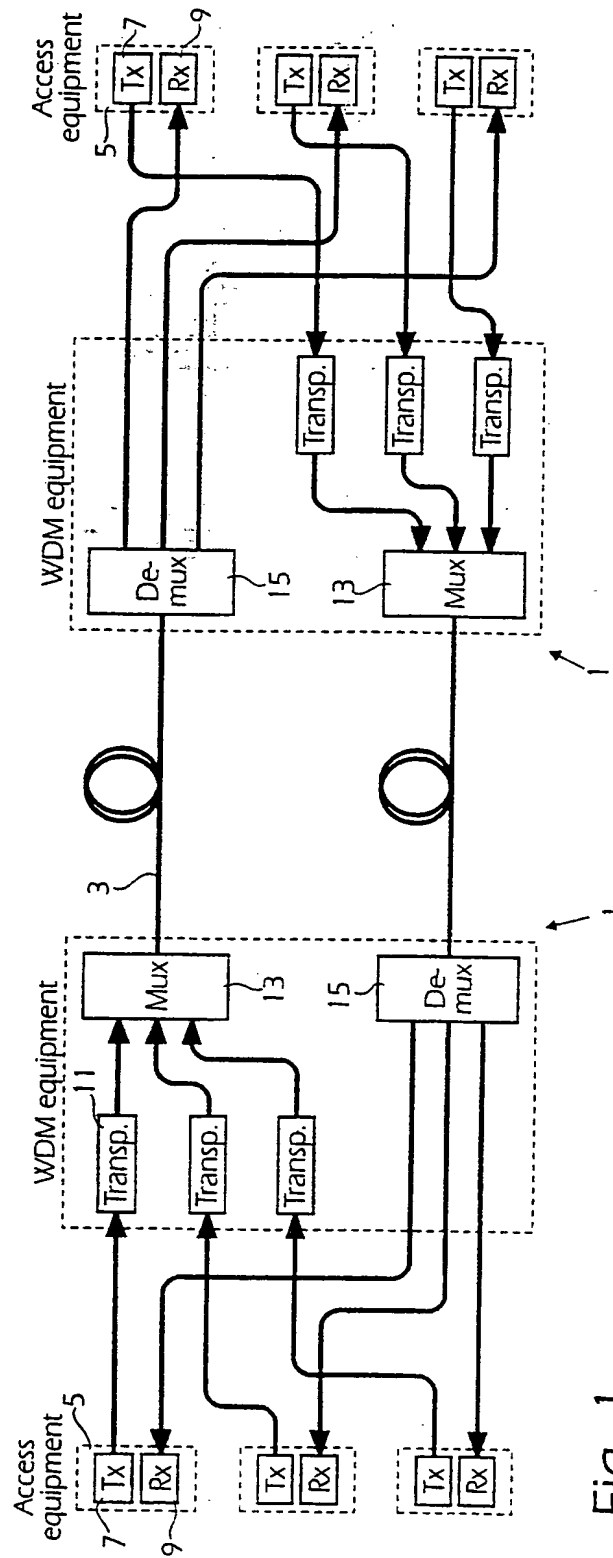 Access
equipment
5
7
Tx
Rx
9
Tx
Rx
Tx
Rx
WDM equipment
11
Transp.
Transp.
Transp.
Mux
13
15
De-
mux
1
3
1
WDM equipment
De-
mux
15
13
Mux
Transp.
Transp.
Transp.
Access
equipment
5
7
Tx
Rx
9
Tx
Rx
Tx
Rx
Fig. 1